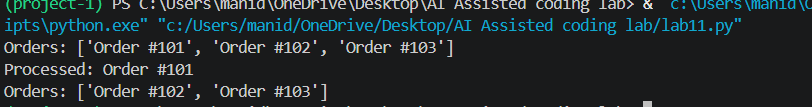 (project-1) PS C:\Users\manid\OneDrive\Desktop\AI Assisted coding lab> & "c:\Users\manid\O
ipts\python.exe" "c:/Users/manid/OneDrive/Desktop/AI Assisted coding lab/lab11.py"
Orders: ['Order #101', 'Order #102', 'Order #103']
Processed: Order #101
Orders: ['Order #102', 'Order #103']